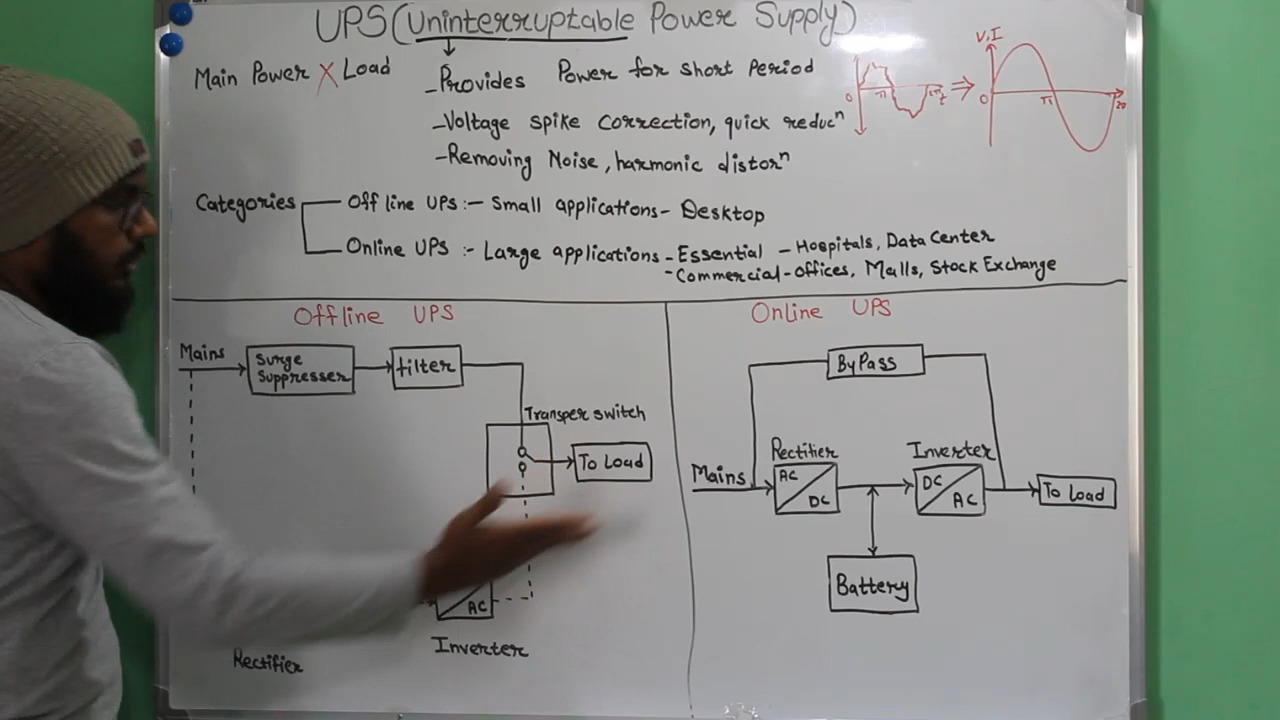 UPS(Uninterruptable Power Supply)
Main Power X Load
-Provides Power for short Period
-Voltage spike correction, quick reducⁿ
-Removing Noise, harmonic distorⁿ
V,I
0 π 2π t ⇒ 0 π 2π
Categories
Off line UPS:- Small applications- Desktop
Online UPS :- Large applications -Essential - Hospitals, Data Center
-Commercial-offices, Malls, Stock Exchange
Offline UPS
Mains
Surge
Suppresser
filter
Transper switch
To Load
AC
Inverter
Rectifier
Online UPS
ByPass
Mains
Rectifier
AC
DC
Inverter
DC
AC
To Load
Battery